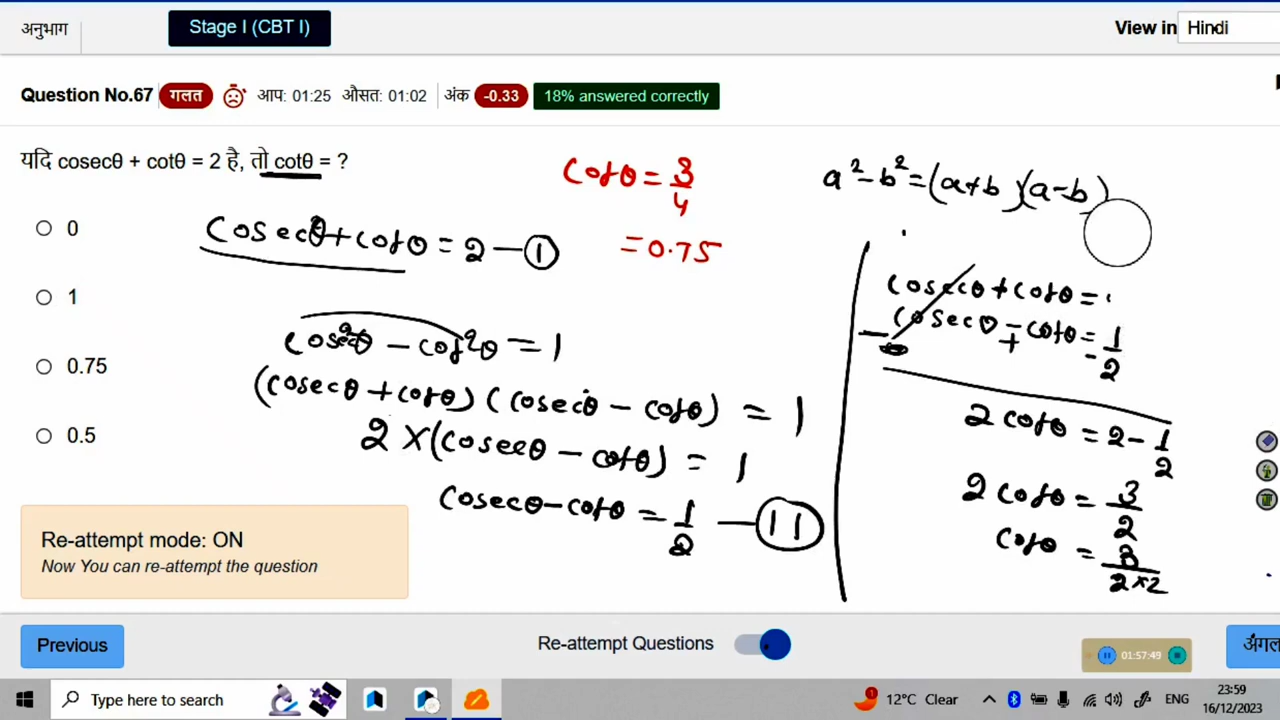 अनुभाग
Stage I (CBT I)
View in Hindi
Question No.67 गलत आप: 01:25 औसत: 01:02 अंक -0.33 18% answered correctly
यदि cosecθ + cotθ = 2 है, तो cotθ = ?
0
1
0.75
0.5
cosecθ + cotθ = 2 — ①
cosec²θ - cot²θ = 1
(cosecθ + cotθ) (cosecθ - cotθ) = 1
2 × (cosecθ - cotθ) = 1
cosecθ - cotθ = 1/2 — 11
cotθ = 3/4
= 0.75
a² - b² = (a+b)(a-b)
cosecθ + cotθ =
cosecθ - cotθ = 1/2
- + -
2 cotθ = 2 - 1/2
2 cotθ = 3/2
cotθ = 3/2×2
Re-attempt mode: ON
Now You can re-attempt the question
Previous
Re-attempt Questions
01:57:49
Type here to search
1
12°C Clear
ENG
23:59
16/12/2023